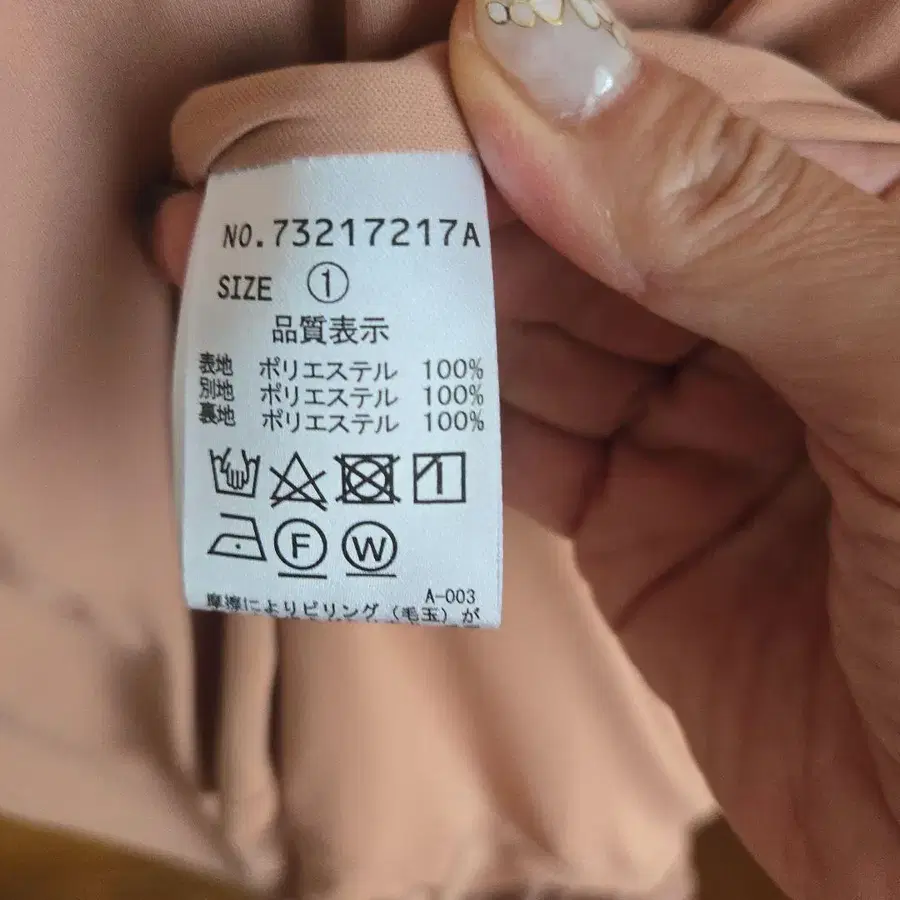 NO.73217217A
SIZE ①
品質表示
表地 ポリエステル 100%
別地 ポリエステル 100%
裏地 ポリエステル 100%
F W
A-003
摩擦によりピリング(毛玉)が